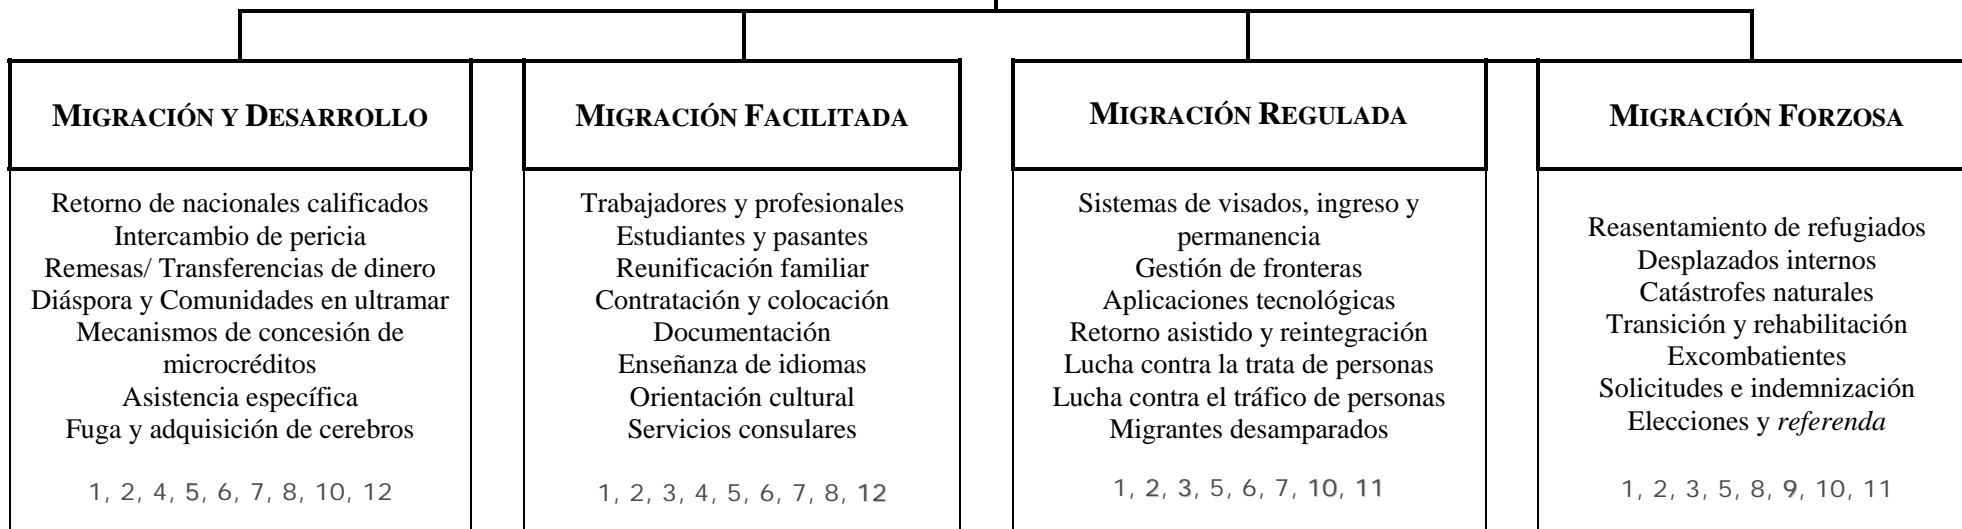 MIGRACIÓN Y DESARROLLO
Retorno de nacionales calificados
Intercambio de pericia
Remesas/ Transferencias de dinero
Diáspora y Comunidades en ultramar
Mecanismos de concesión de
microcréditos
Asistencia específica
Fuga y adquisición de cerebros
1, 2, 4, 5, 6, 7, 8, 10, 12
MIGRACIÓN FACILITADA
Trabajadores y profesionales
Estudiantes y pasantes
Reunificación familiar
Contratación y colocación
Documentación
Enseñanza de idiomas
Orientación cultural
Servicios consulares
1, 2, 3, 4, 5, 6, 7, 8, 12
MIGRACIÓN REGULADA
Sistemas de visados, ingreso y
permanencia
Gestión de fronteras
Aplicaciones tecnológicas
Retorno asistido y reintegración
Lucha contra la trata de personas
Lucha contra el tráfico de personas
Migrantes desamparados
1, 2, 3, 5, 6, 7, 10, 11
MIGRACIÓN FORZOSA
Reasentamiento de refugiados
Desplazados internos
Catástrofes naturales
Transición y rehabilitación
Excombatientes
Solicitudes e indemnización
Elecciones y referenda
1, 2, 3, 5, 8, 9, 10, 11